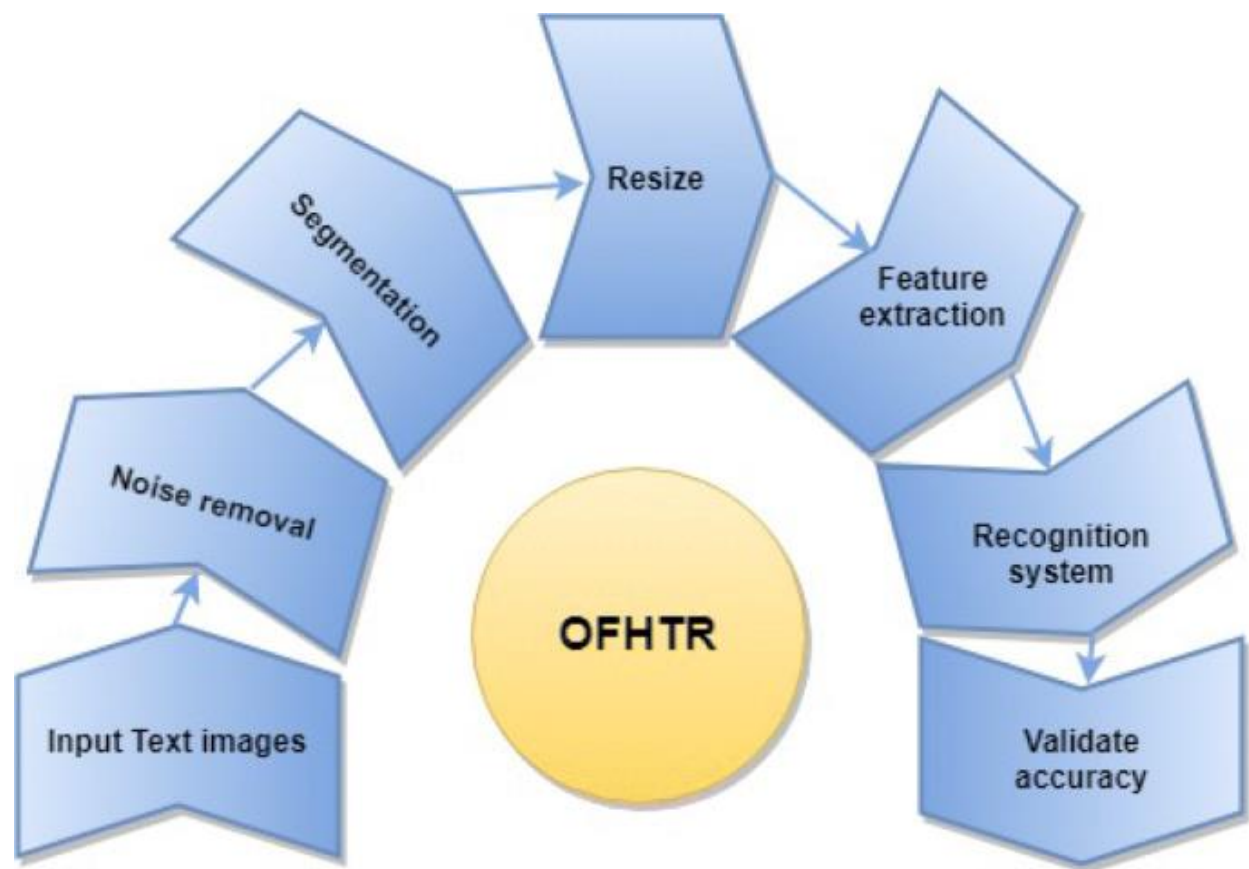 Input Text images
Noise removal
Segmentation
Resize
Feature
extraction
Recognition
system
Validate
accuracy
OFHTR